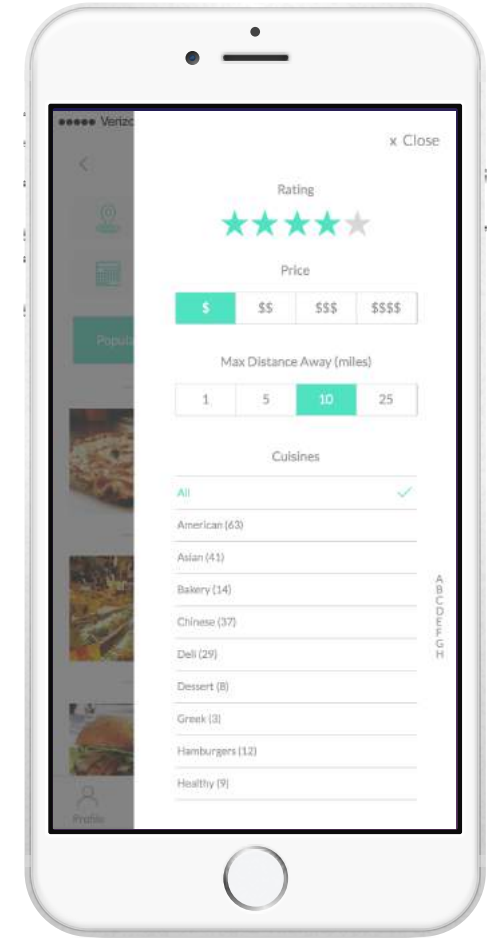 Verizo
x Close
Rating
Price
$ $$ $$$ $$$$
Max Distance Away (miles)
1 5 10 25
Cuisines
All
American (63)
Asian (41)
Bakery (14)
Chinese (37)
Deli (29)
Dessert (8)
Greek (3)
Hamburgers (12)
Healthy (9)
A
B
C
D
E
F
G
H
Popula
Profile